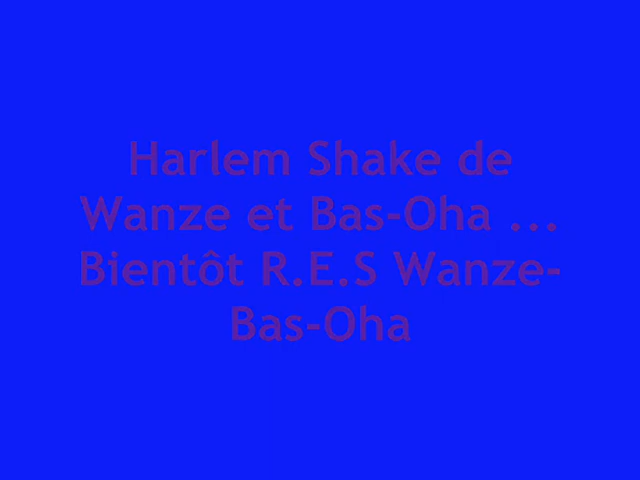 Harlem Shake de
Wanze et Bas-Oha ...
Bientôt R.E.S Wanze-
Bas-Oha